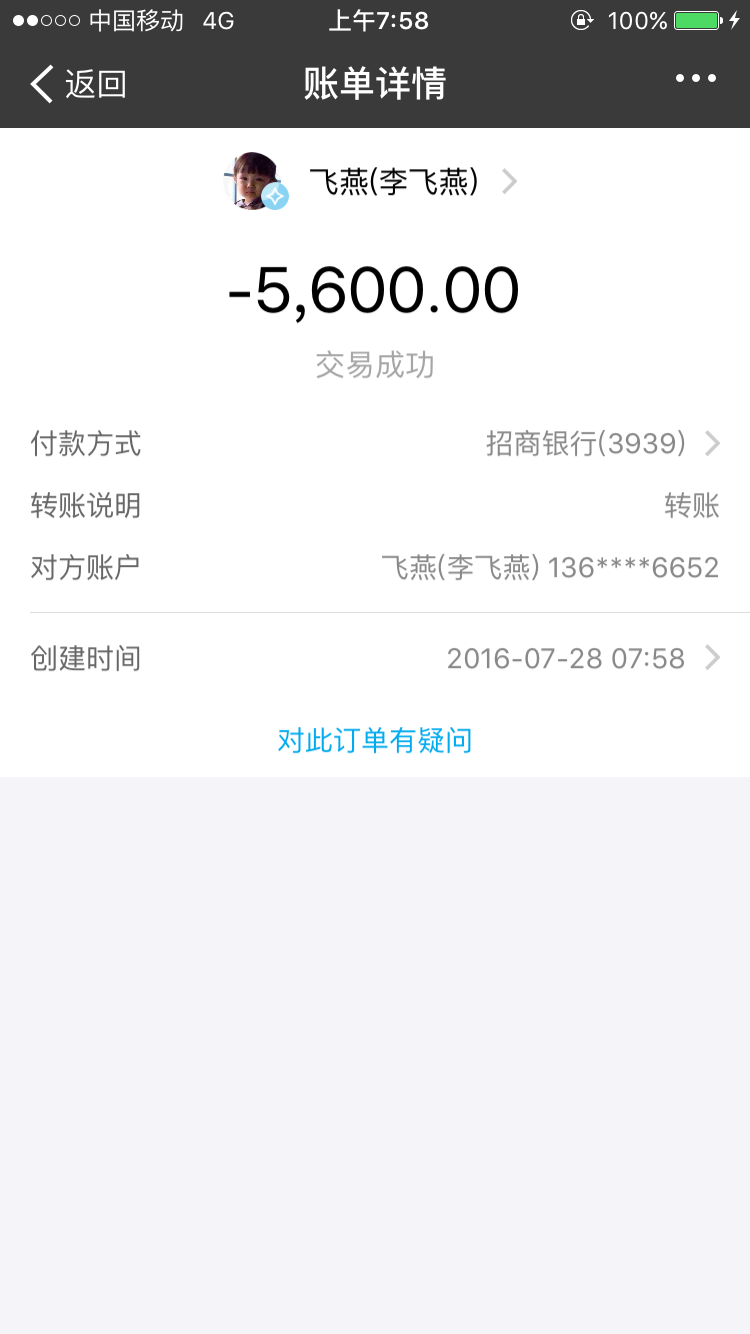 中国移动 4G 上午7:58 100%
返回 账单详情
飞燕(李飞燕)
-5,600.00
交易成功
付款方式 招商银行(3939)
转账说明 转账
对方账户 飞燕(李飞燕) 136****6652
创建时间 2016-07-28 07:58
对此订单有疑问